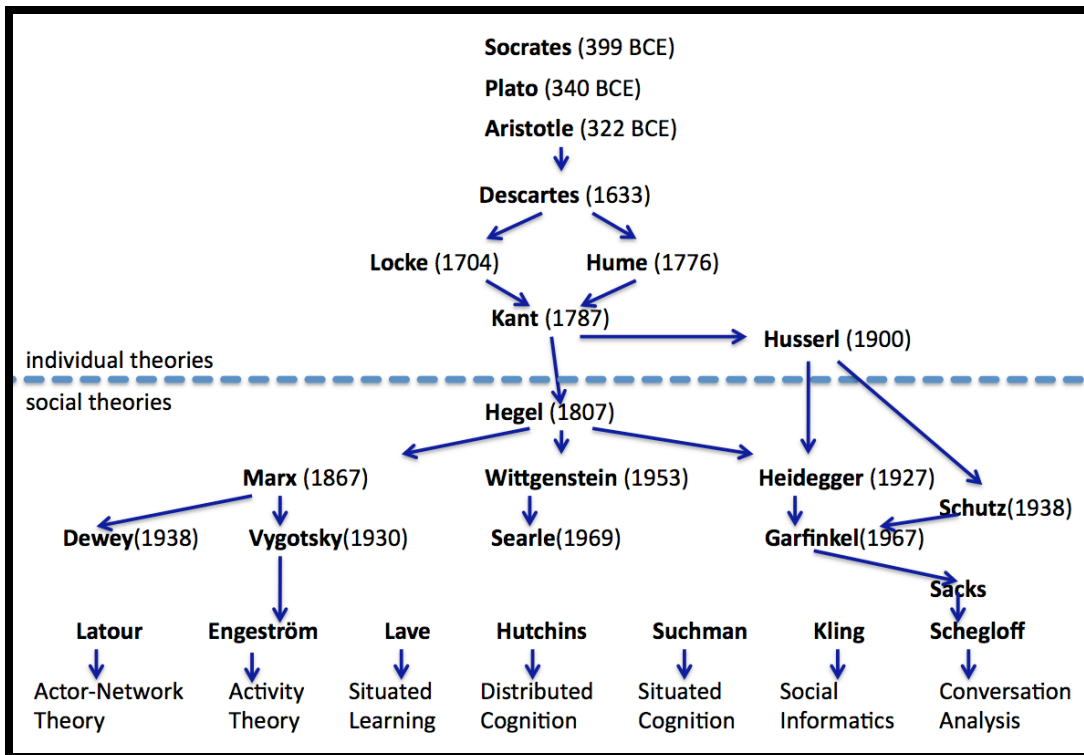 Socrates (399 BCE)
Plato (340 BCE)
Aristotle (322 BCE)
Descartes (1633)
Locke (1704)
Hume (1776)
Kant (1787)
Husserl (1900)
individual theories
social theories
Hegel (1807)
Marx (1867)
Wittgenstein (1953)
Heidegger (1927)
Schutz(1938)
Dewey(1938)
Vygotsky(1930)
Searle(1969)
Garfinkel(1967)
Sacks
Latour
Engeström
Lave
Hutchins
Suchman
Kling
Schegloff
Actor-Network
Theory
Activity
Theory
Situated
Learning
Distributed
Cognition
Situated
Cognition
Social
Informatics
Conversation
Analysis